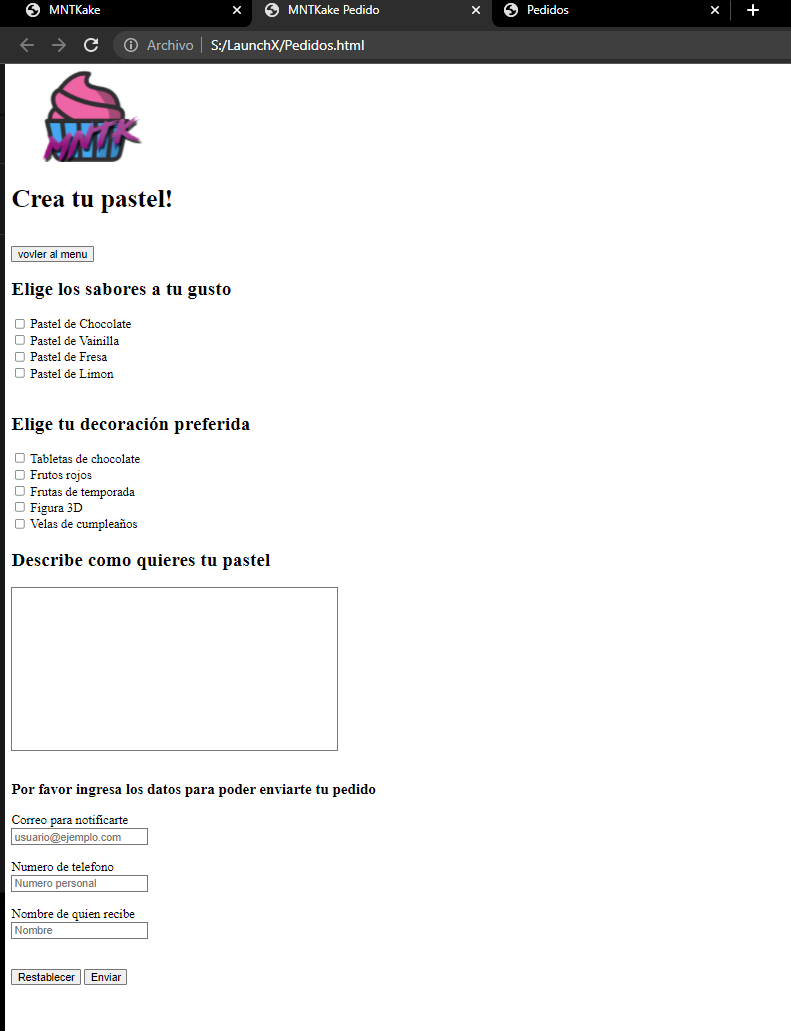 MNTKake
MNTKake Pedido
Pedidos
Archivo
S:/LaunchX/Pedidos.html
MNTK
Crea tu pastel!
vovler al menu
Elige los sabores a tu gusto
Pastel de Chocolate
Pastel de Vainilla
Pastel de Fresa
Pastel de Limon
Elige tu decoración preferida
Tabletas de chocolate
Frutos rojos
Frutas de temporada
Figura 3D
Velas de cumpleaños
Describe como quieres tu pastel
Por favor ingresa los datos para poder enviarte tu pedido
Correo para notificarte
usuario@ejemplo.com
Numero de telefono
Numero personal
Nombre de quien recibe
Nombre
Restablecer Enviar